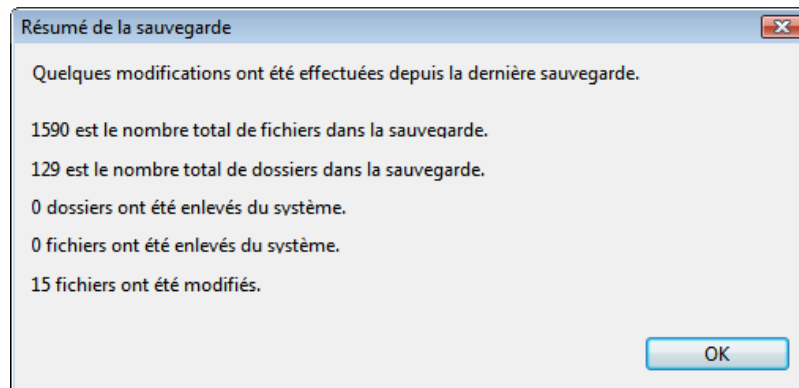 Résumé de la sauvegarde
Quelques modifications ont été effectuées depuis la dernière sauvegarde.
1590 est le nombre total de fichiers dans la sauvegarde.
129 est le nombre total de dossiers dans la sauvegarde.
0 dossiers ont été enlevés du système.
0 fichiers ont été enlevés du système.
15 fichiers ont été modifiés.
OK